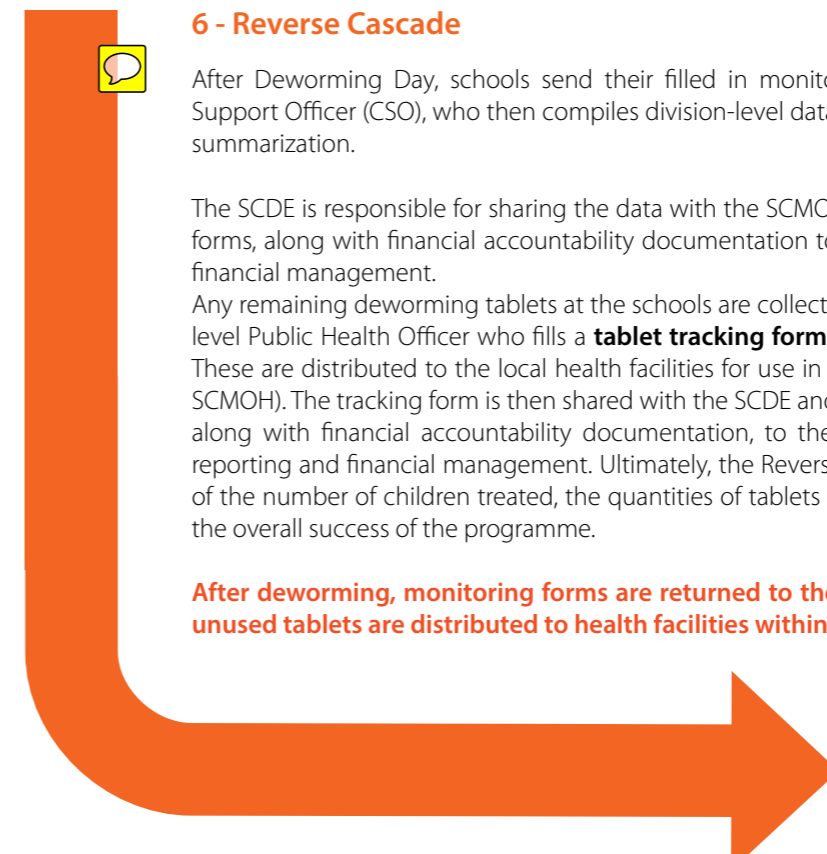 6 - Reverse Cascade
After Deworming Day, schools send their filled in monito
Support Officer (CSO), who then compiles division-level data
summarization.
The SCDE is responsible for sharing the data with the SCMO
forms, along with financial accountability documentation to
financial management.
Any remaining deworming tablets at the schools are collect
level Public Health Officer who fills a tablet tracking form
These are distributed to the local health facilities for use in
SCMOH). The tracking form is then shared with the SCDE and
along with financial accountability documentation, to the
reporting and financial management. Ultimately, the Revers
of the number of children treated, the quantities of tablets
the overall success of the programme.
After deworming, monitoring forms are returned to the
unused tablets are distributed to health facilities within